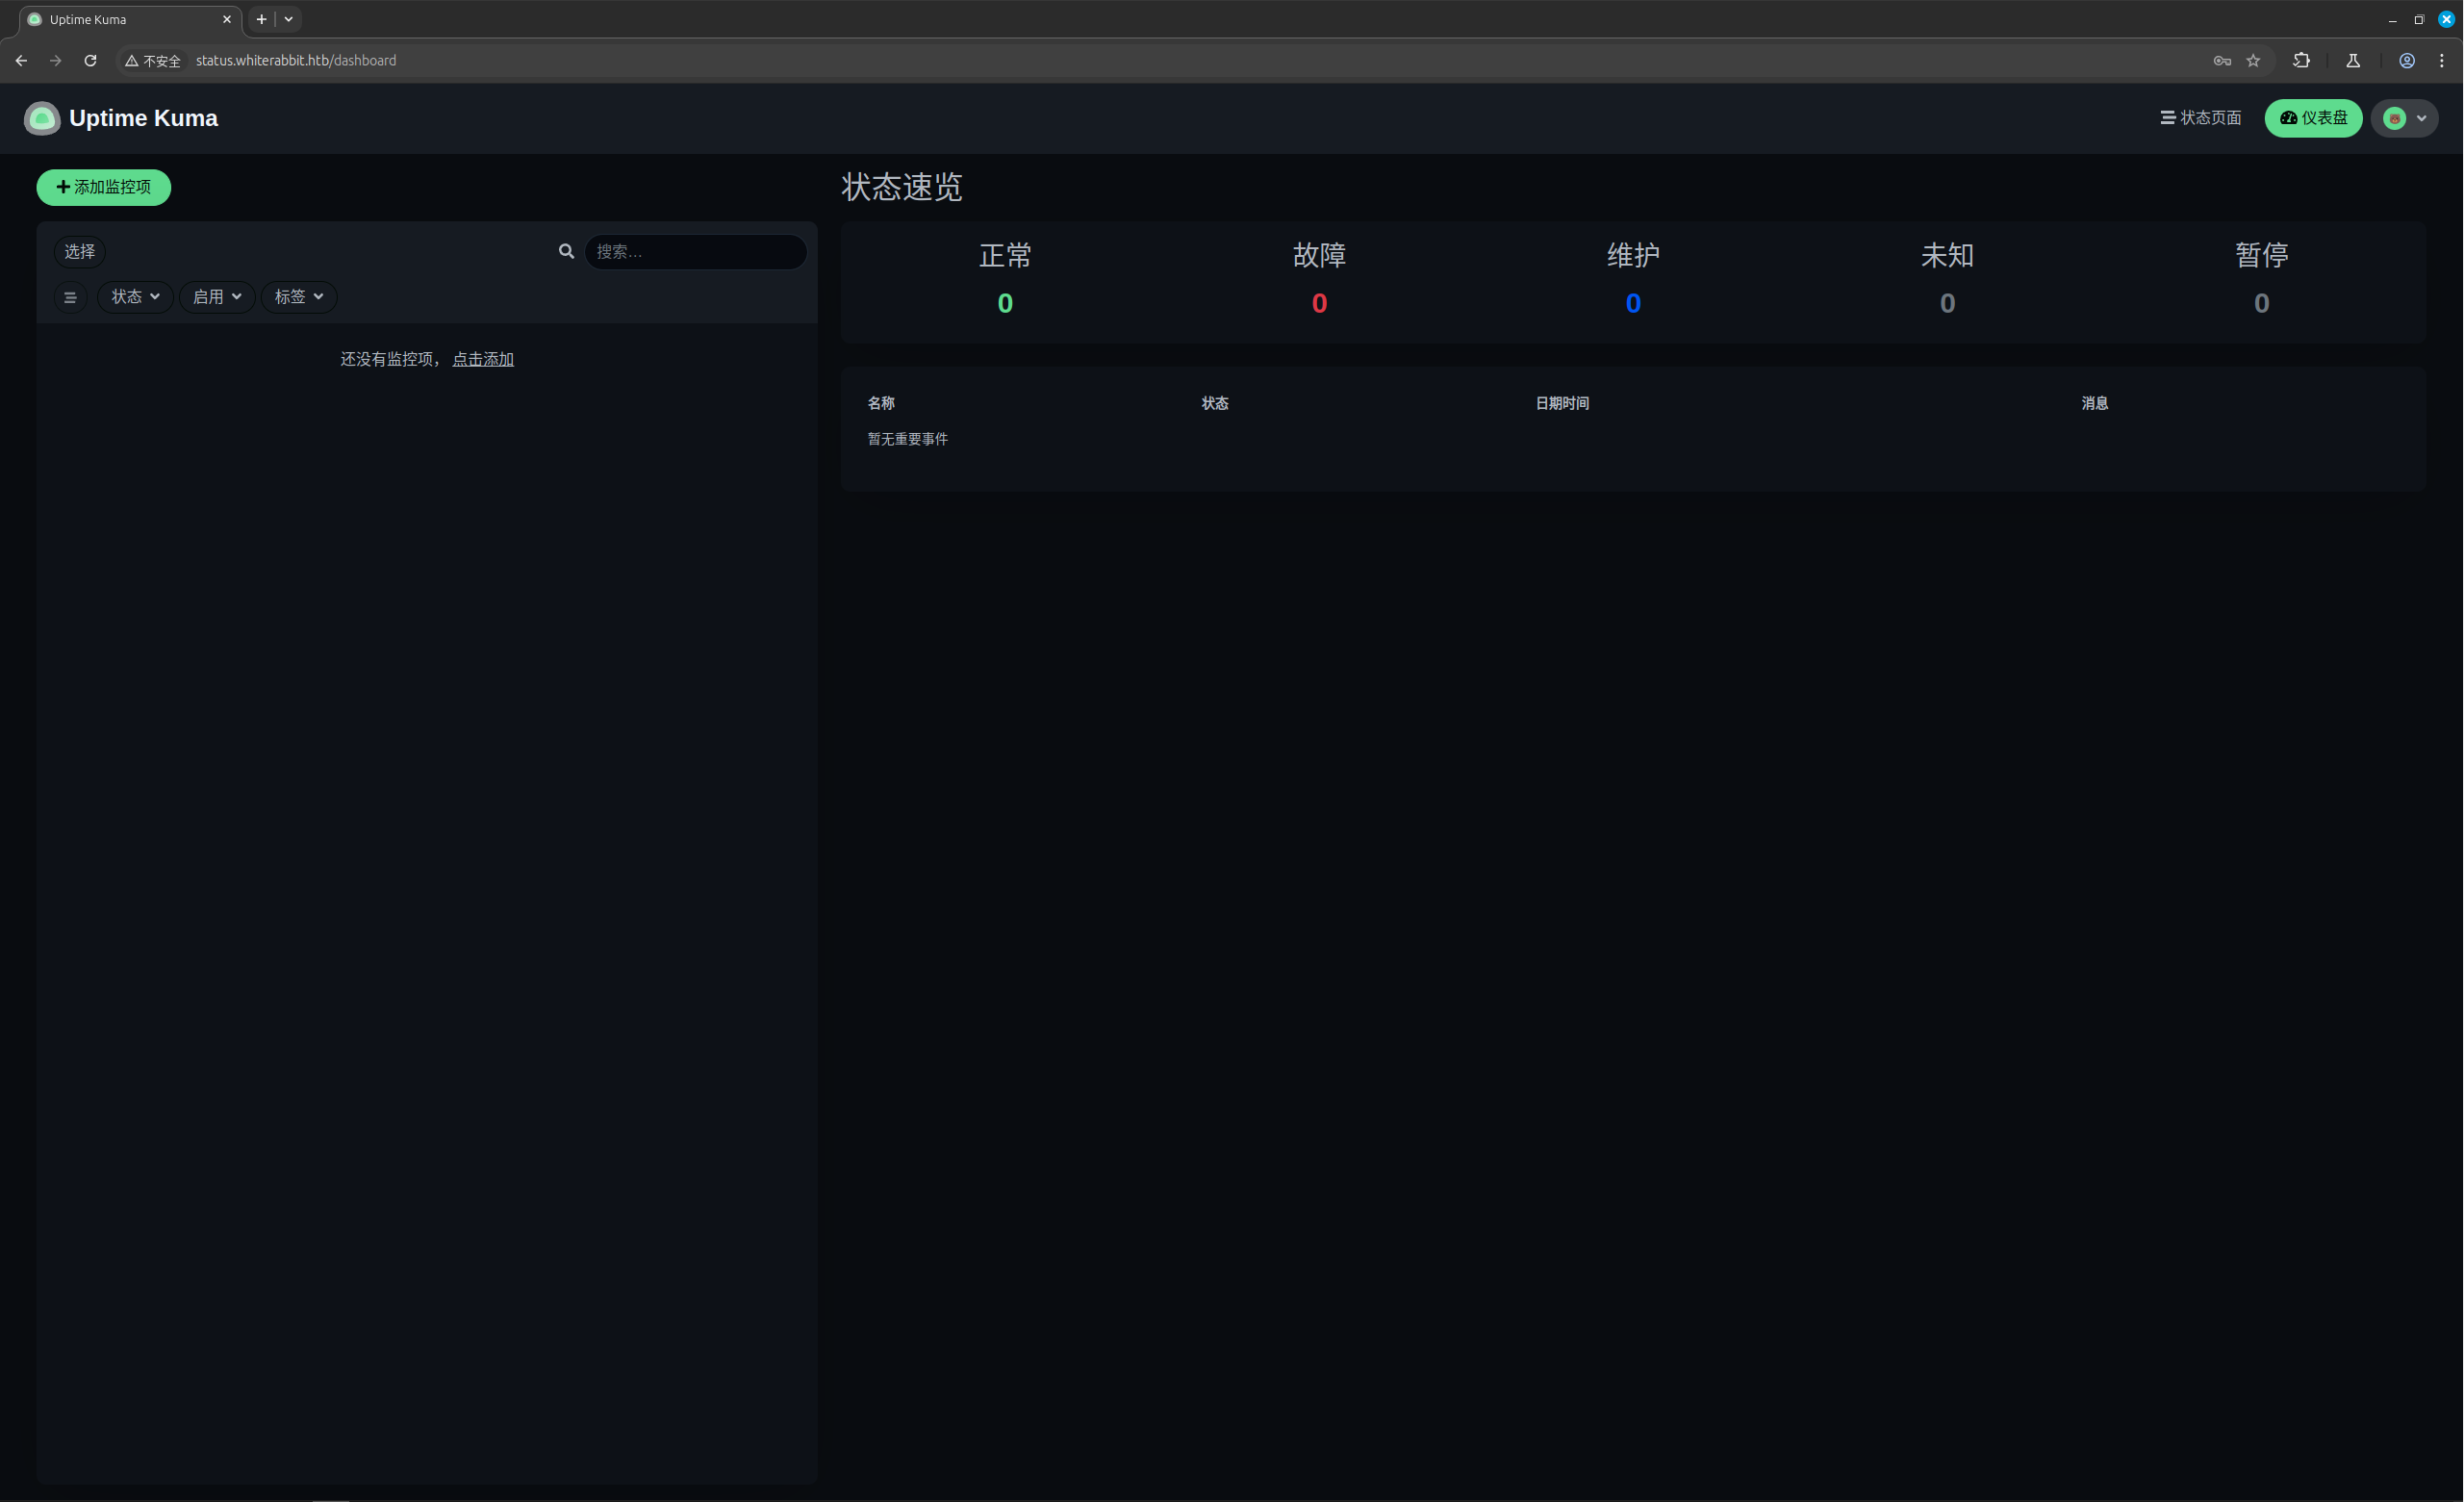 Uptime Kuma
不安全 status.whiterabbit.htb/dashboard
Uptime Kuma
状态页面
仪表盘
添加监控项
选择
搜索...
状态
启用
标签
还没有监控项， 点击添加
状态速览
正常 故障 维护 未知 暂停
0 0 0 0 0
名称 状态 日期时间 消息
暂无重要事件